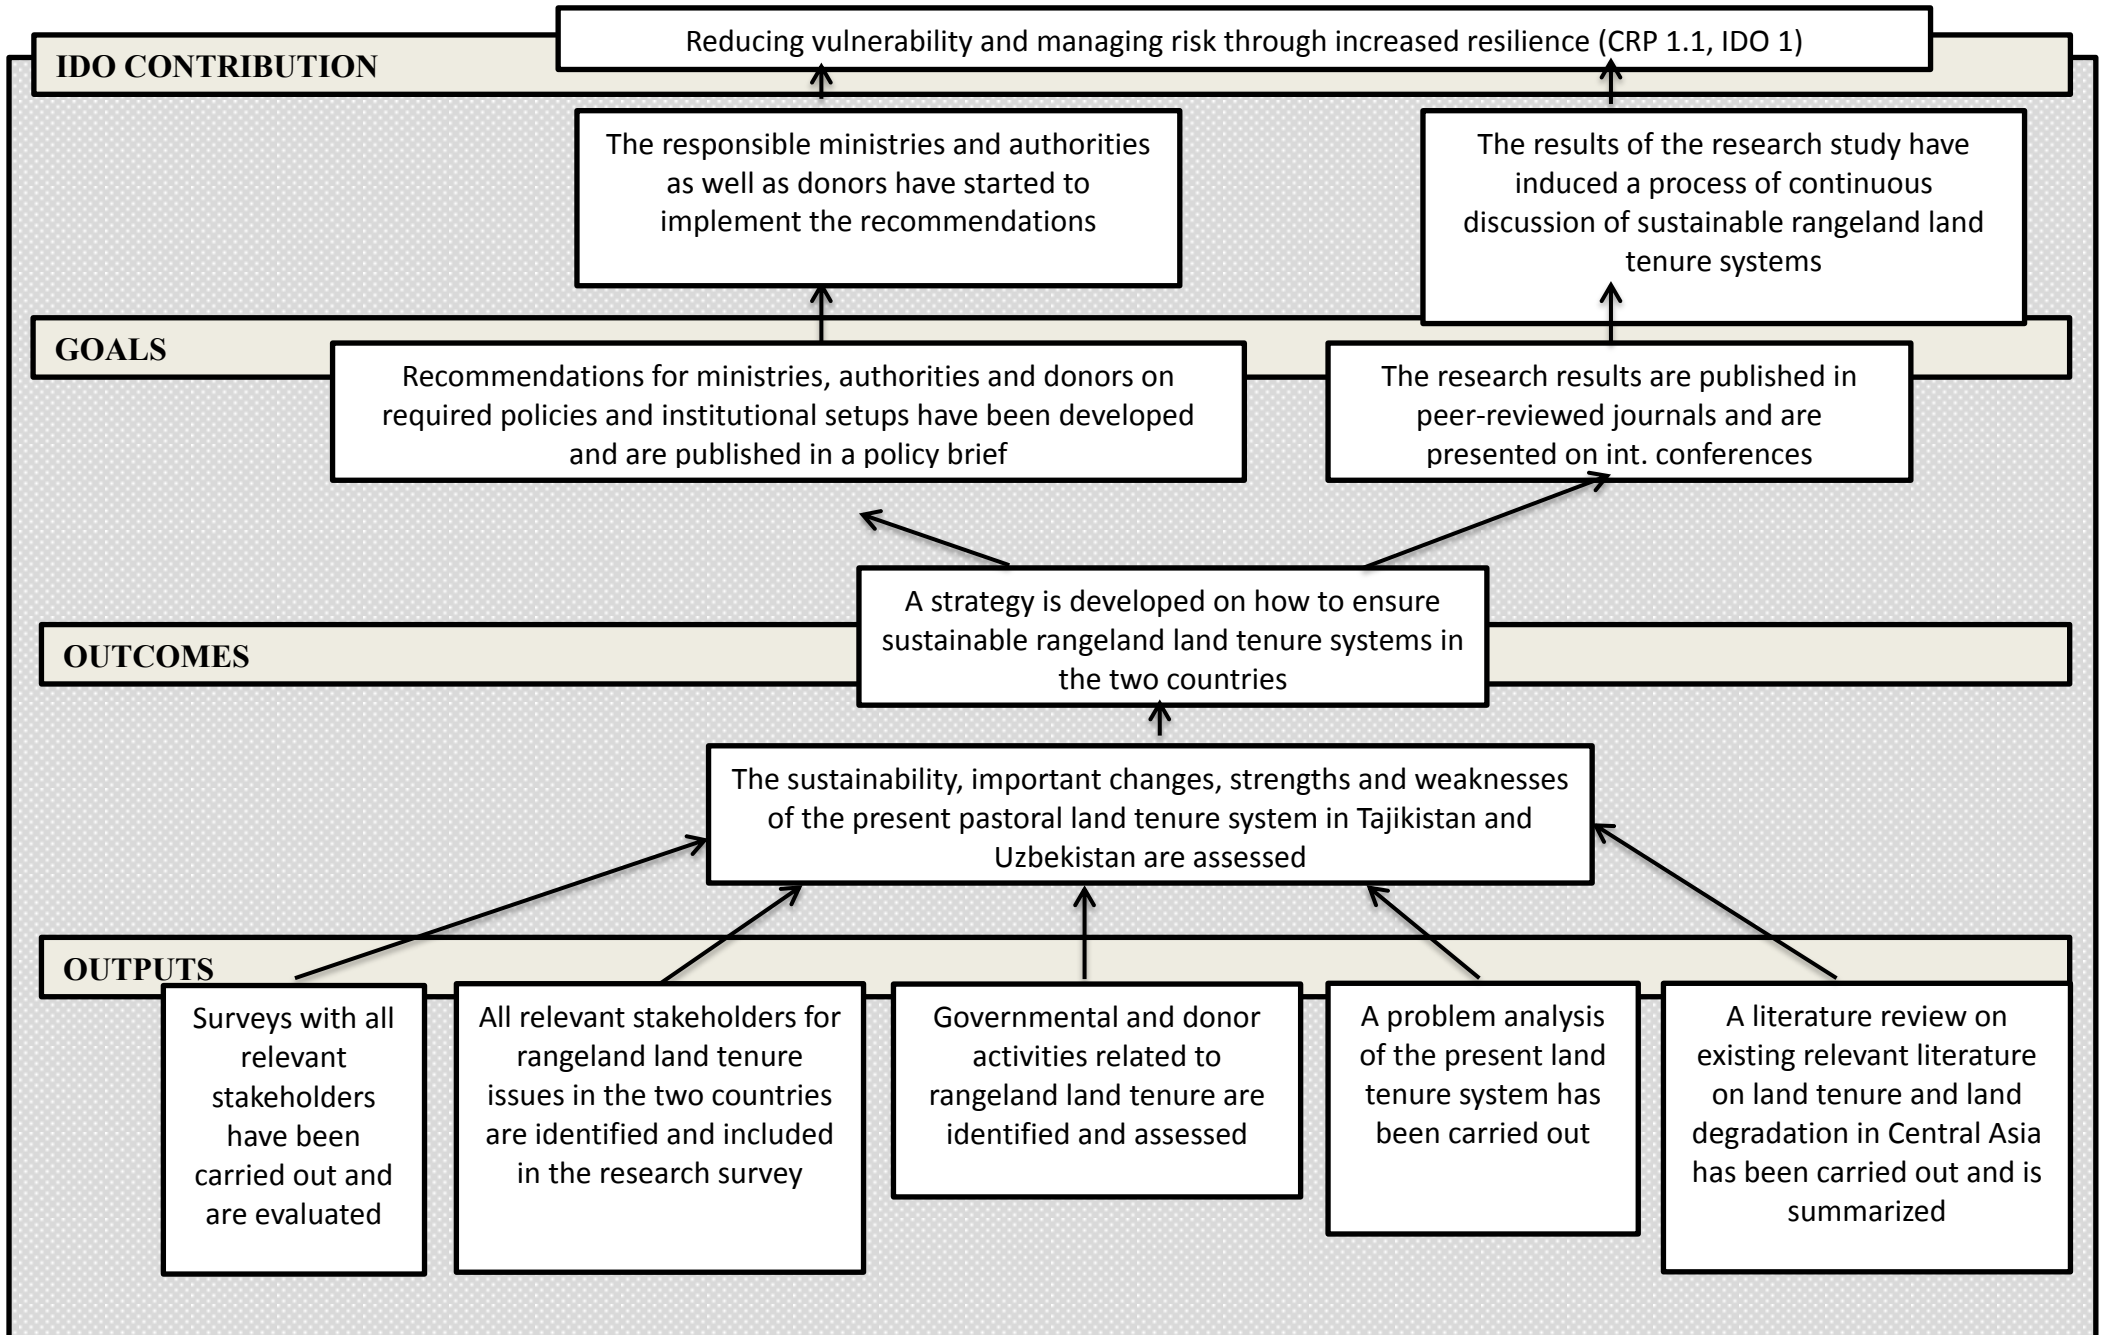 Reducing vulnerability and managing risk through increased resilience (CRP 1.1, IDO 1)
IDO CONTRIBUTION
The responsible ministries and authorities
as well as donors have started to
implement the recommendations
The results of the research study have
induced a process of continuous
discussion of sustainable rangeland land
tenure systems
GOALS
Recommendations for ministries, authorities and donors on
required policies and institutional setups have been developed
and are published in a policy brief
The research results are published in
peer-reviewed journals and are
presented on int. conferences
A strategy is developed on how to ensure
sustainable rangeland land tenure systems in
the two countries
OUTCOMES
The sustainability, important changes, strengths and weaknesses
of the present pastoral land tenure system in Tajikistan and
Uzbekistan are assessed
OUTPUTS
Surveys with all
relevant
stakeholders
have been
carried out and
are evaluated
All relevant stakeholders for
rangeland land tenure
issues in the two countries
are identified and included
in the research survey
Governmental and donor
activities related to
rangeland land tenure are
identified and assessed
A problem analysis
of the present land
tenure system has
been carried out
A literature review on
existing relevant literature
on land tenure and land
degradation in Central Asia
has been carried out and is
summarized